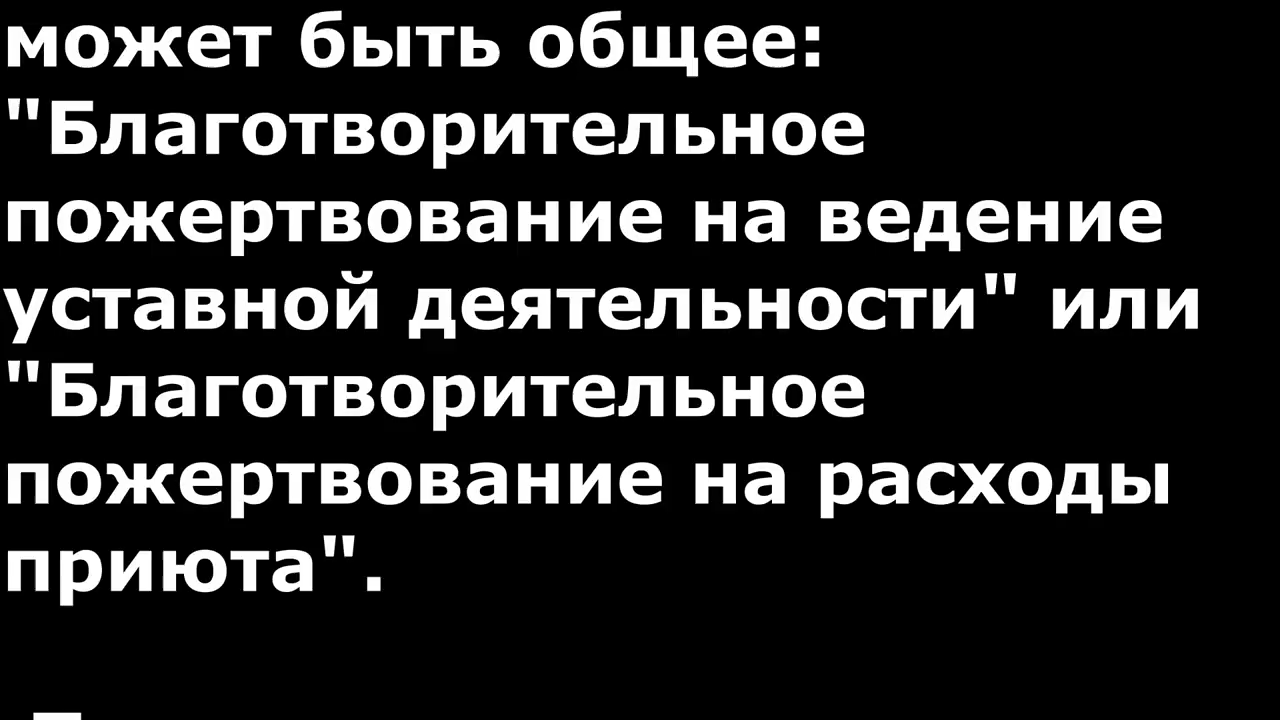 может быть общее:
"Благотворительное
пожертвование на ведение
уставной деятельности" или
"Благотворительное
пожертвование на расходы
приюта".